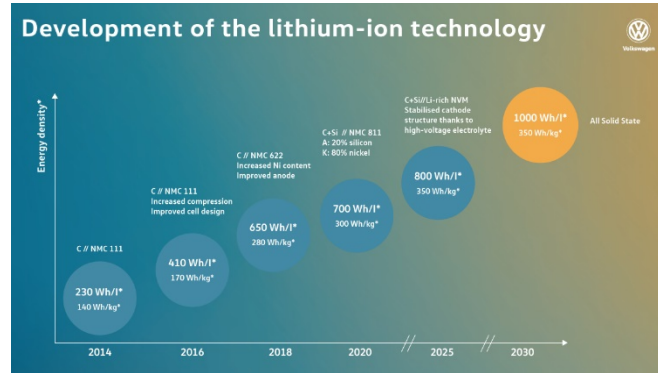 Development of the lithium-ion technology
Volkswagen
Energy density*
C // NMC 111
230 Wh/l*
140 Wh/kg*
2014
C // NMC 111
Increased compression
Improved cell design
410 Wh/l*
170 Wh/kg*
2016
C // NMC 622
Increased Ni content
Improved anode
650 Wh/l*
280 Wh/kg*
2018
C+Si // NMC 811
A: 20% silicon
K: 80% nickel
700 Wh/l*
300 Wh/kg*
2020
C+Si//Li-rich NVM
Stabilised cathode
structure thanks to
high-voltage electrolyte
800 Wh/l*
350 Wh/kg*
2025
1000 Wh/l*
350 Wh/kg*
All Solid State
2030